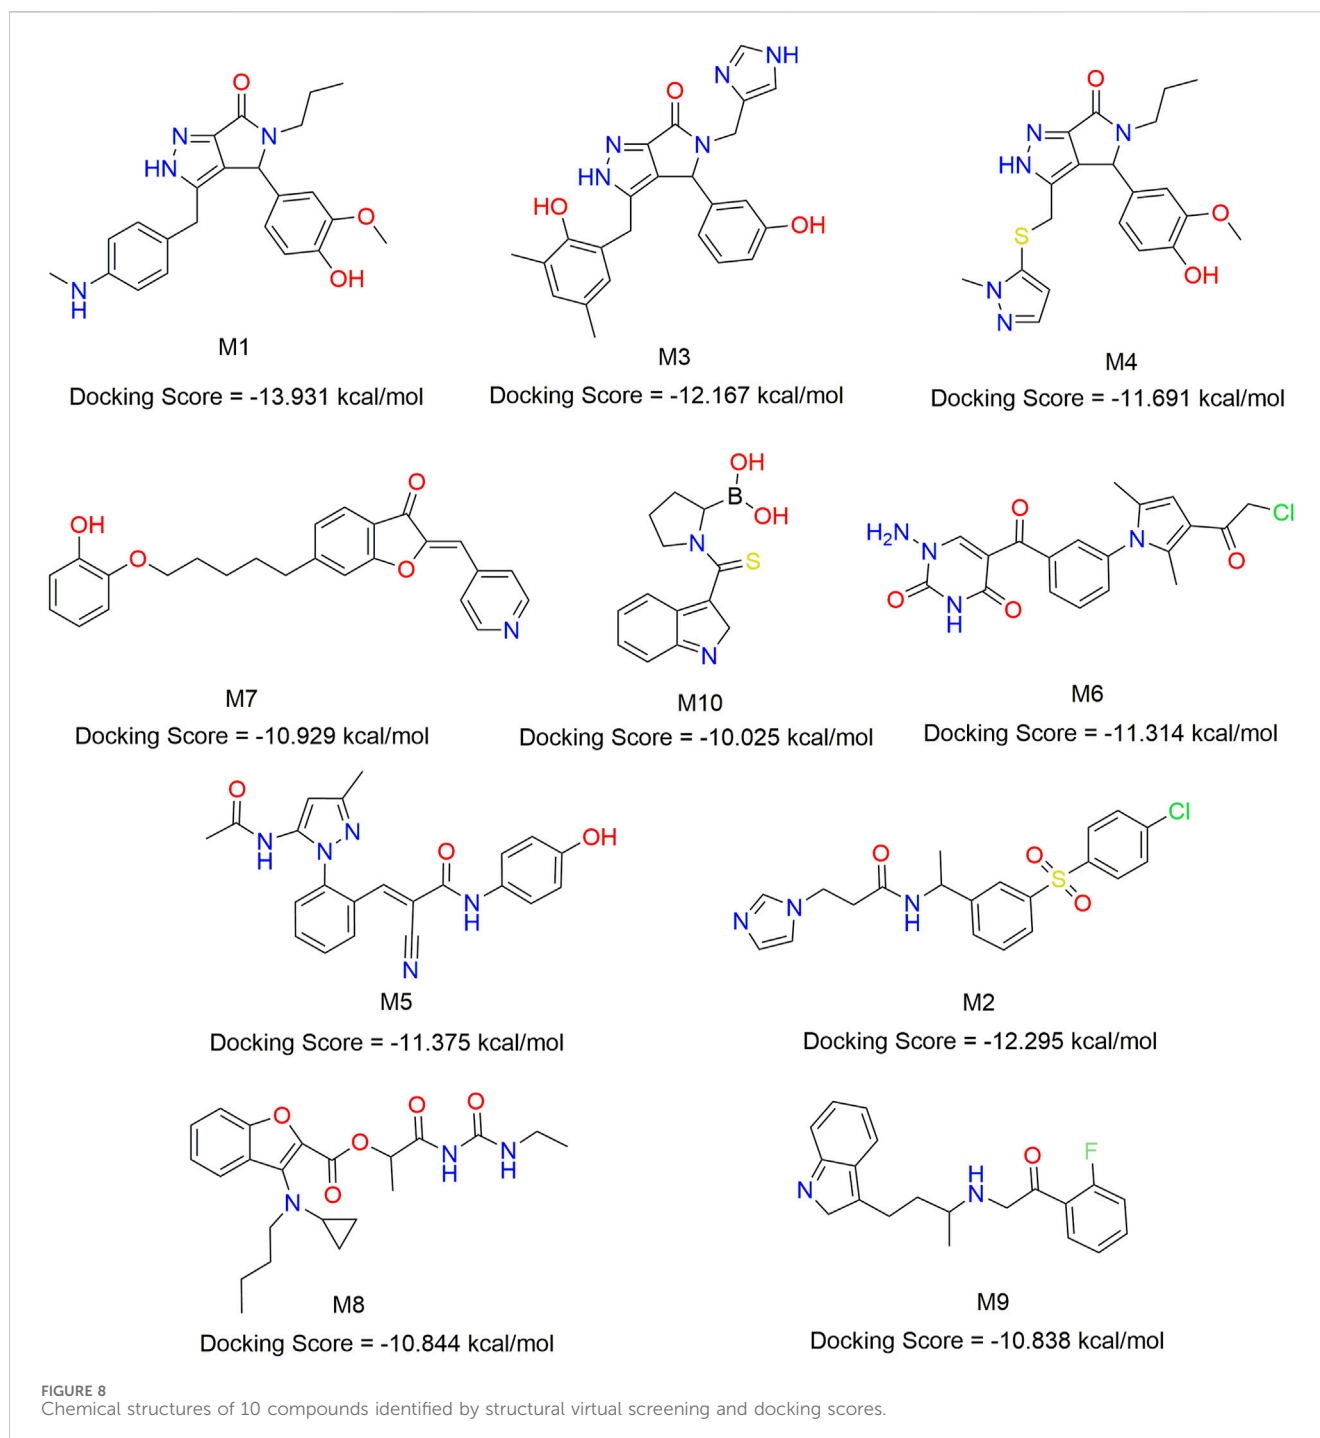 O
N
N
HN
O
OH
N
H
M1
Docking Score = -13.931 kcal/mol
N
NH
O
N
N
HN
HO
OH
M3
Docking Score = -12.167 kcal/mol
O
N
N
HN
S
O
OH
N
N
M4
Docking Score = -11.691 kcal/mol
OH
O
O
O
N
M7
Docking Score = -10.929 kcal/mol
OH
B
OH
N
S
N
M10
Docking Score = -10.025 kcal/mol
H₂N
N
O
N
H
O
O
N
O
Cl
M6
Docking Score = -11.314 kcal/mol
O
N
H
N
N
O
N
H
OH
N
M5
Docking Score = -11.375 kcal/mol
N
N
O
N
H
O
S
O
Cl
M2
Docking Score = -12.295 kcal/mol
O
O
O
N
O
N
H
O
N
H
M8
Docking Score = -10.844 kcal/mol
N
H
N
O
F
M9
Docking Score = -10.838 kcal/mol
FIGURE 8
Chemical structures of 10 compounds identified by structural virtual screening and docking scores.